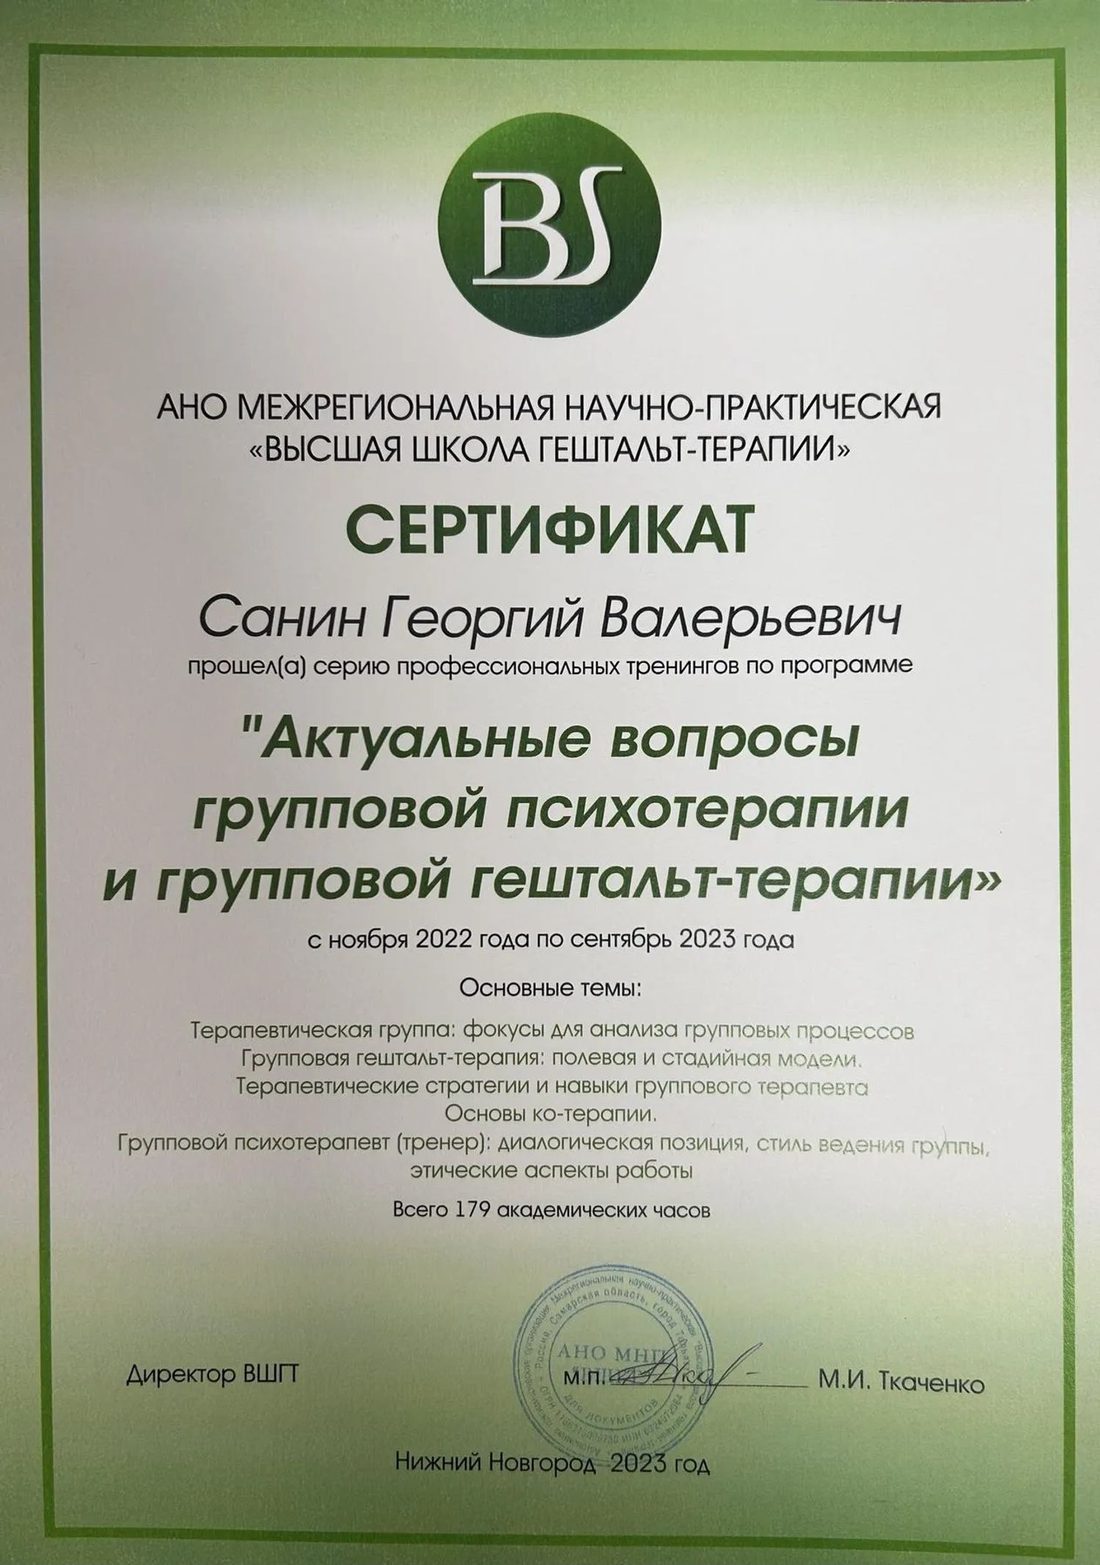 BS
АНО МЕЖРЕГИОНАЛЬНАЯ НАУЧНО-ПРАКТИЧЕСКАЯ
«ВЫСШАЯ ШКОЛА ГЕШТАЛЬТ-ТЕРАПИИ»
СЕРТИФИКАТ
Санин Георгий Валерьевич
прошел(а) серию профессиональных тренингов по программе
"Актуальные вопросы
групповой психотерапии
и групповой гештальт-терапии»
с ноября 2022 года по сентябрь 2023 года
Основные темы:
Терапевтическая группа: фокусы для анализа групповых процессов
Групповая гештальт-терапия: полевая и стадийная модели.
Терапевтические стратегии и навыки группового терапевта
Основы ко-терапии.
Групповой психотерапевт (тренер): диалогическая позиция, стиль ведения группы,
этические аспекты работы
Всего 179 академических часов
АНО МНП
ДЛЯ ДОКУМЕНТОВ
Директор ВШГТ
м.п.
М.И. Ткаченко
Нижний Новгород 2023 год